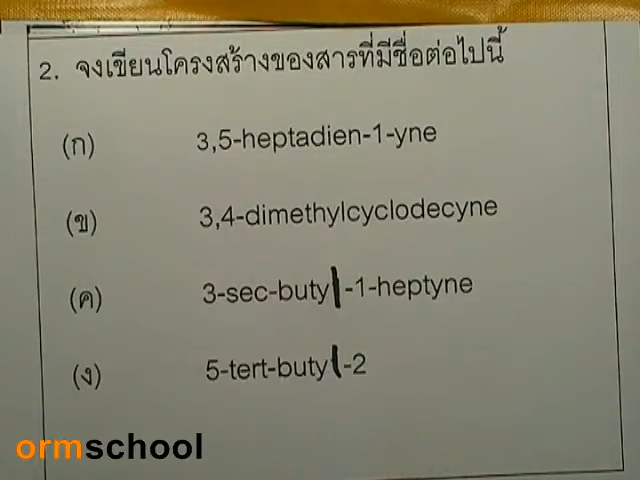 2. จงเขียนโครงสร้างของสารที่มีชื่อต่อไปนี้
(ก) 3,5-heptadien-1-yne
(ข) 3,4-dimethylcyclodecyne
(ค) 3-sec-butyl-1-heptyne
(ง) 5-tert-butyl-2
ormschool